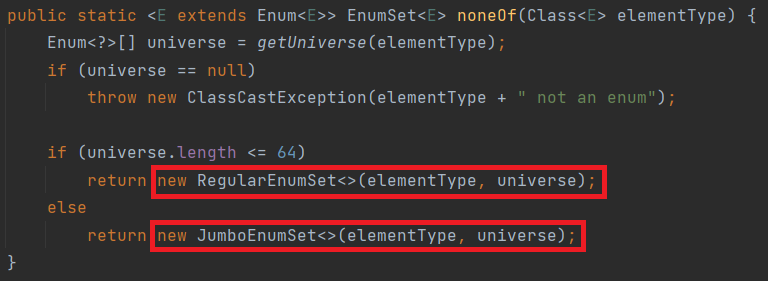 public static <E extends Enum<E>> EnumSet<E> noneOf(Class<E> elementType) {
    Enum<?>[] universe = getUniverse(elementType);
    if (universe == null)
        throw new ClassCastException(elementType + " not an enum");

    if (universe.length <= 64)
        return new RegularEnumSet<>(elementType, universe);
    else
        return new JumboEnumSet<>(elementType, universe);
}